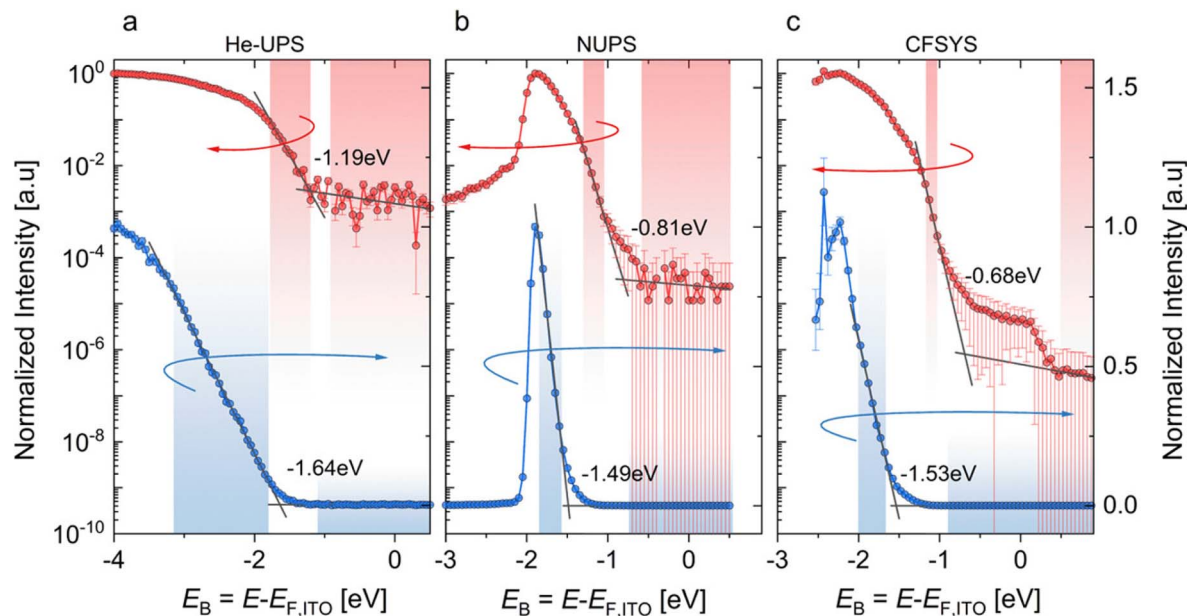 a b c
He-UPS NUPS CFSYS
Normalized Intensity [a.u]
10⁰
10⁻²
10⁻⁴
10⁻⁶
10⁻⁸
10⁻¹⁰
-1.19eV
-1.64eV
-0.81eV
-1.49eV
-0.68eV
-1.53eV
1.5
1.0
0.5
0.0
Normalized Intensity [a.u]
-4 -2 0 -3 -2 -1 0 -3 -2 -1 0
E_B = E-E_F,ITO [eV] E_B = E-E_F,ITO [eV] E_B = E-E_F,ITO [eV]